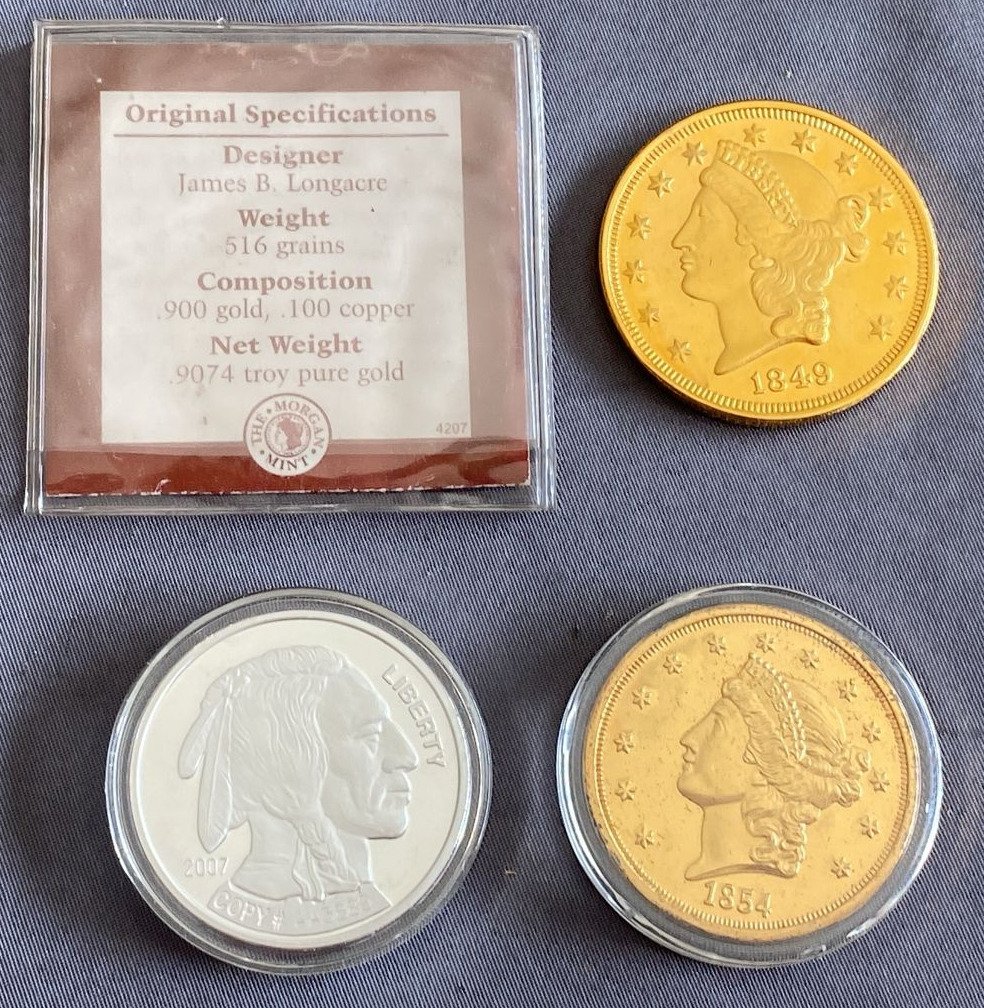 Original Specifications
Designer
James B. Longacre
Weight
516 grains
Composition
.900 gold, .100 copper
Net Weight
.9074 troy pure gold
THE MORGAN MINT
4207
LIBERTY
1849
LIBERTY
2007
COPY
1854